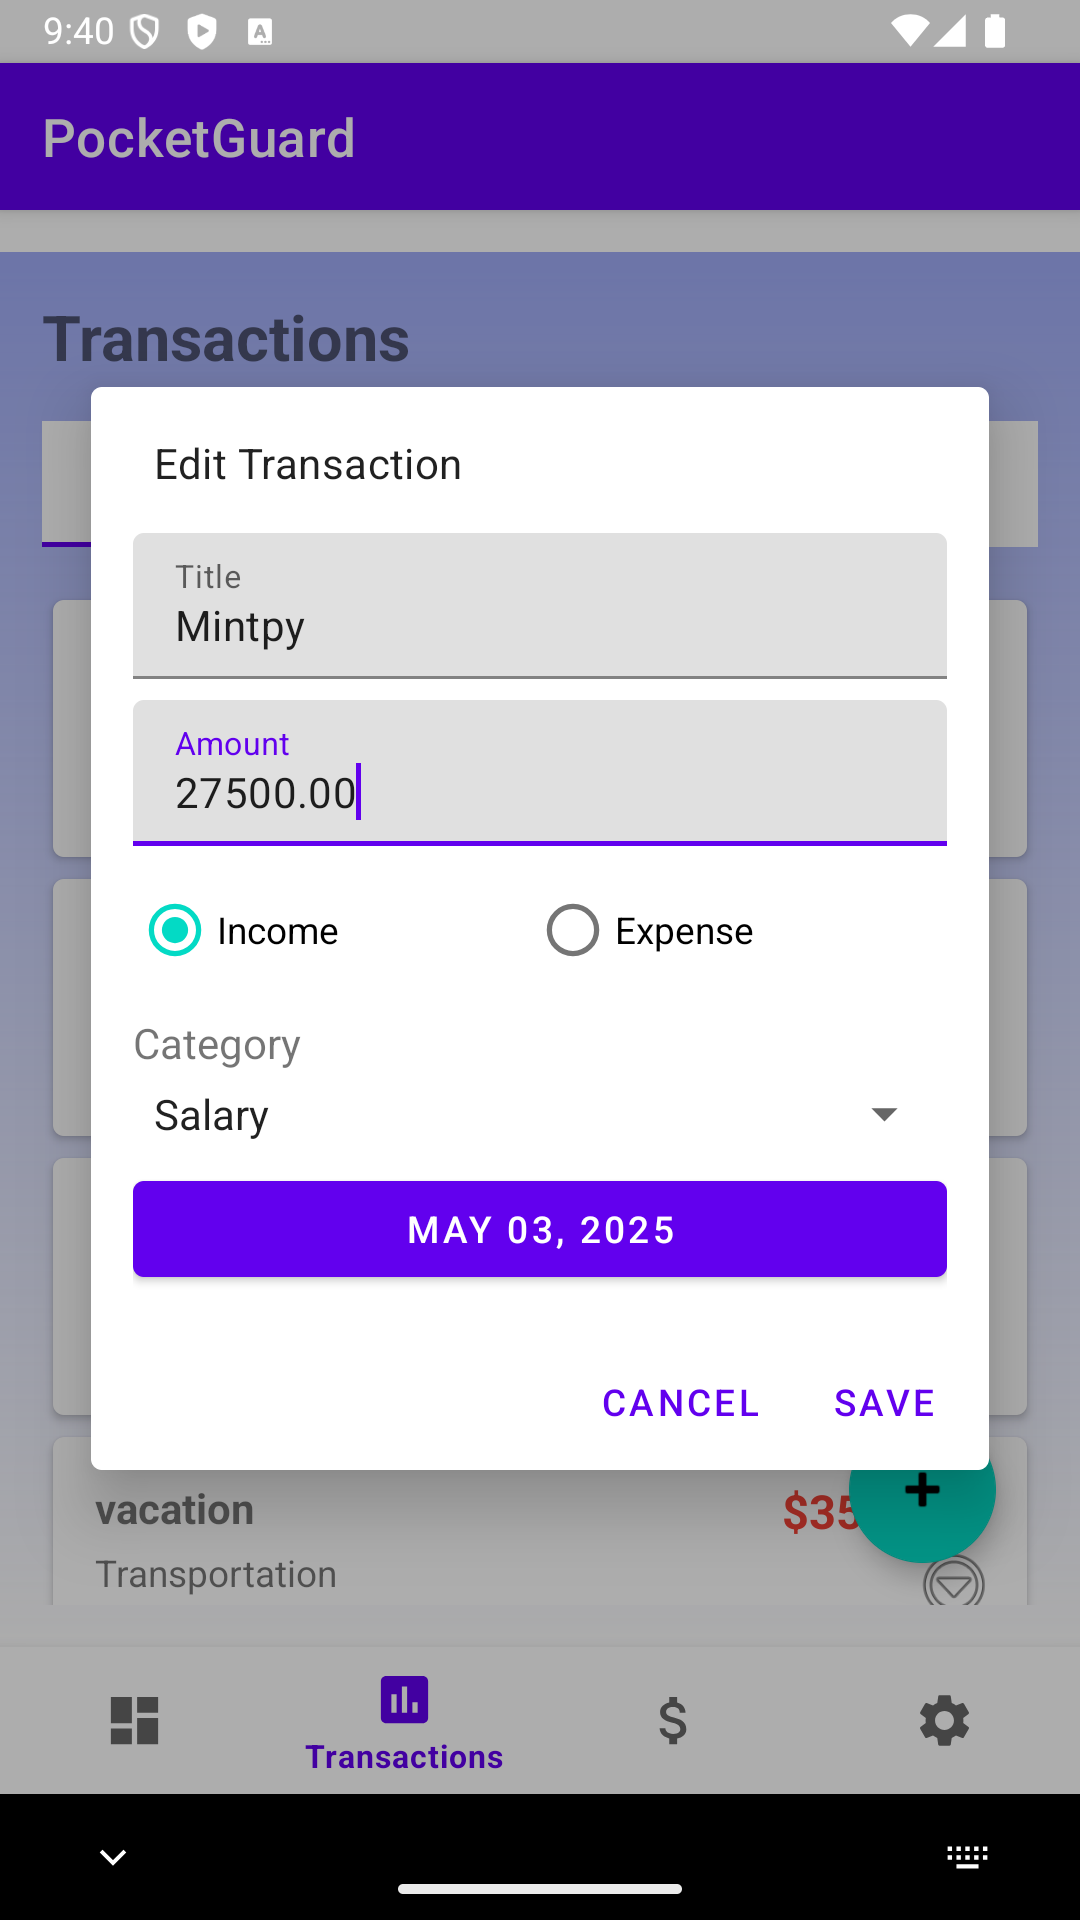 9:40
PocketGuard
Transactions
Edit Transaction
Title
Mintpy
Amount
27500.00
Income
Expense
Category
Salary
MAY 03, 2025
CANCEL
SAVE
vacation
$35
Transportation
Transactions